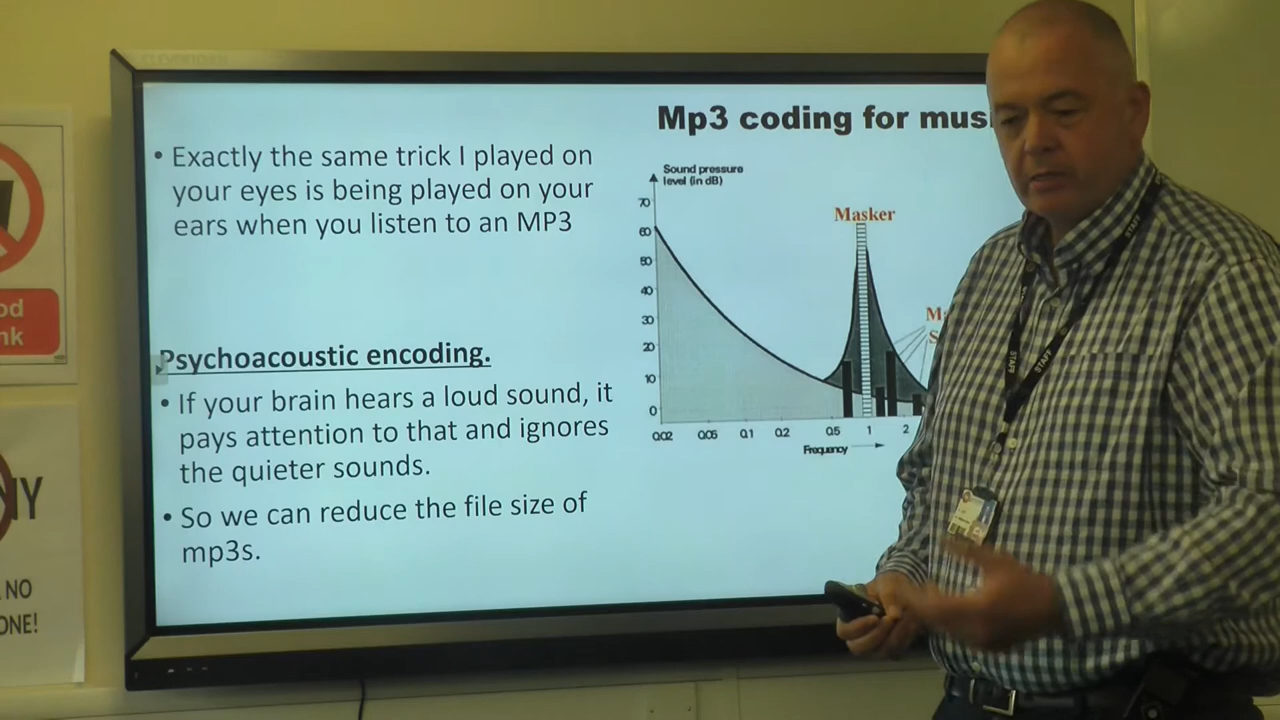 Mp3 coding for
• Exactly the same trick I played on
your eyes is being played on your
ears when you listen to an MP3
Psychoacoustic encoding.
• If your brain hears a loud sound, it
pays attention to that and ignores
the quieter sounds.
• So we can reduce the file size of
mp3s.
Sound pressure
level (in dB)
70
60
50
40
30
20
10
0
Masker
0.02 0.05 0.1 0.2 0.5 1 2
Frequency
STAFF
STAFF
STAFF
NO